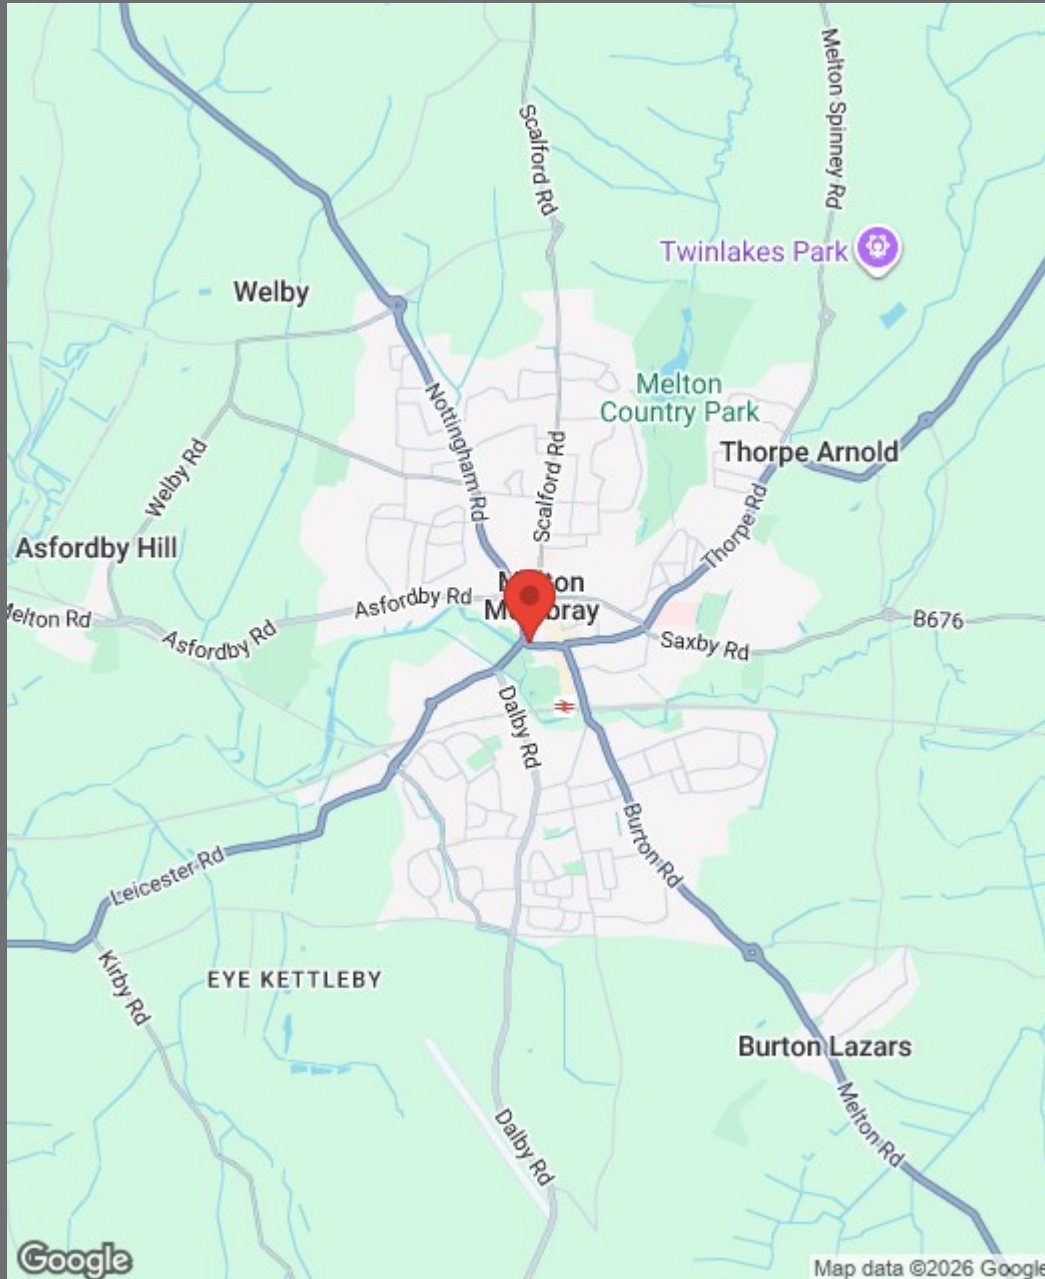 Scalford Rd
Melton Spinney Rd
Twinlakes Park
Welby
Melton
Country Park
Nottingham Rd
Scalford Rd
Thorpe Arnold
Welby Rd
Thorpe Rd
Asfordby Hill
Asfordby Rd
Melton Rd
Asfordby Rd
Saxby Rd
B676
Dalby Rd
Burton Rd
Leicester Rd
Kirby Rd
EYE KETTLEBY
Burton Lazars
Melton Rd
Dalby Rd
Google
Map data ©2026 Google